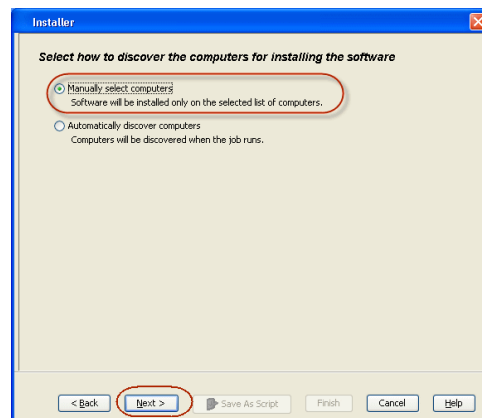 Installer
Select how to discover the computers for installing the software
Manually select computers
Software will be installed only on the selected list of computers.
Automatically discover computers
Computers will be discovered when the job runs.
< Back Next > Save As Script Finish Cancel Help